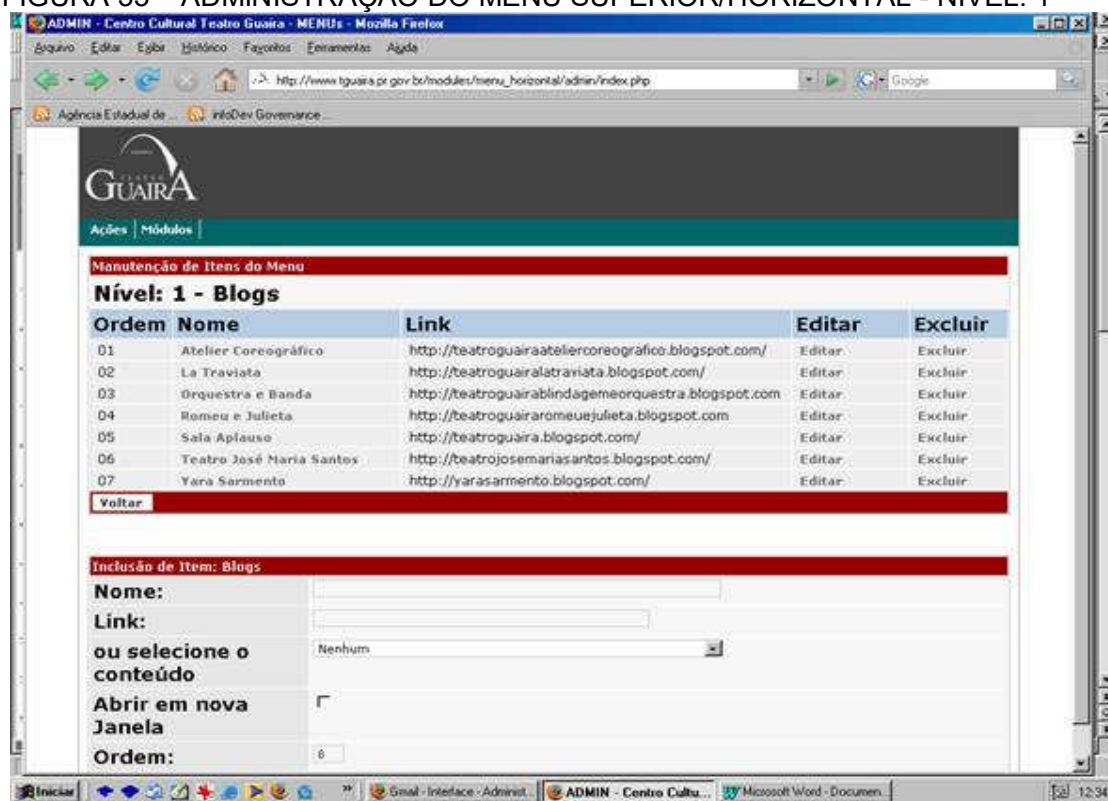 FIGURA 35 – ADMINISTRAÇÃO DO MENU SUPERIOR/HORIZONTAL - NÍVEL: 1
ADMIN - Centro Cultural Teatro Guaira - MENUs - Mozilla Firefox
Arquivo Editar Exibir Histórico Favoritos Ferramentas Ajuda
http://www.tguaira.pr.gov.br/modules/menu_horizontal/admin/index.php
Google
Agência Estadual de ... infoDev Governance ...
GUAIRA
Ações Módulos
Manutenção de Itens do Menu
Nível: 1 - Blogs
Ordem Nome Link Editar Excluir
01 Atelier Coreográfico http://teatroguairaateliercoreografico.blogspot.com/ Editar Excluir
02 La Traviata http://teatroguairalatraviata.blogspot.com/ Editar Excluir
03 Orquestra e Banda http://teatroguairablindagemeorquestra.blogspot.com Editar Excluir
04 Romeu e Julieta http://teatroguairaromeuejulieta.blogspot.com Editar Excluir
05 Sala Aplauso http://teatroguaira.blogspot.com/ Editar Excluir
06 Teatro José Maria Santos http://teatrojosemariasantos.blogspot.com/ Editar Excluir
07 Yara Sarmento http://yarasarmento.blogspot.com/ Editar Excluir
Voltar
Inclusão de Item: Blogs
Nome:
Link:
ou selecione o Nenhum
conteúdo
Abrir em nova
Janela
Ordem: 8
Iniciar » Gmail - Interface - Administ... ADMIN - Centro Cultu... Microsoft Word - Documen... 12:34